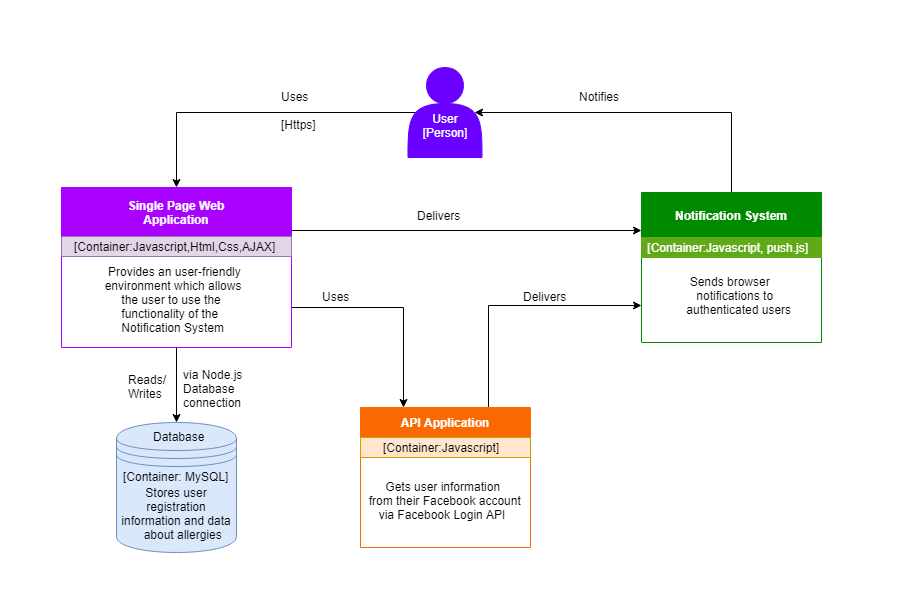 Uses
Notifies
[Https]
User
[Person]
Single Page Web
Application
[Container:Javascript,Html,Css,AJAX]
Provides an user-friendly
environment which allows
the user to use the
functionality of the
Notification System
Delivers
Notification System
[Container:Javascript, push.js]
Sends browser
notifications to
authenticated users
Uses
Delivers
Reads/
Writes
via Node.js
Database
connection
Database
[Container: MySQL]
Stores user
registration
information and data
about allergies
API Application
[Container:Javascript]
Gets user information
from their Facebook account
via Facebook Login API